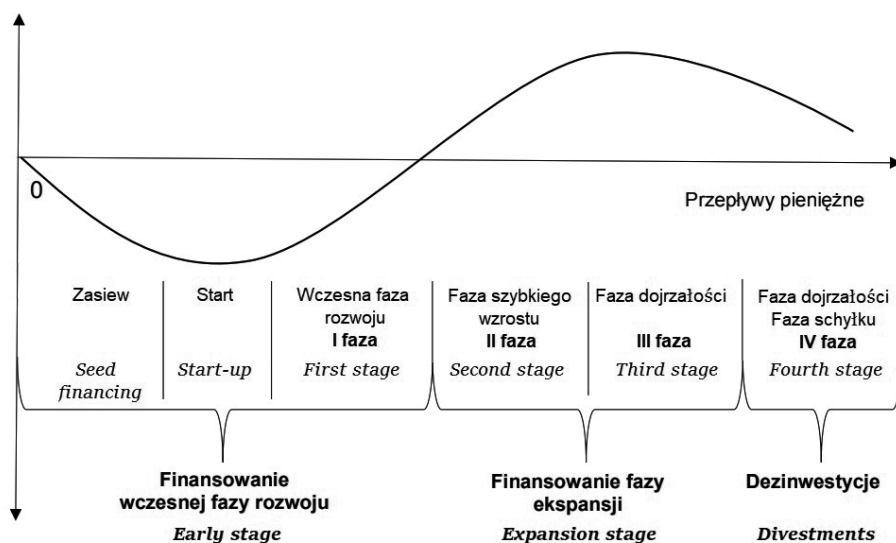 0
Przepływy pieniężne
Zasiew
Seed
financing
Start
Start-up
Wczesna faza
rozwoju
I faza
First stage
Faza szybkiego
wzrostu
II faza
Second stage
Faza dojrzałości
III faza
Third stage
Faza dojrzałości
Faza schyłku
IV faza
Fourth stage
Finansowanie
wczesnej fazy rozwoju
Early stage
Finansowanie fazy
ekspansji
Expansion stage
Dezinwestycje
Divestments